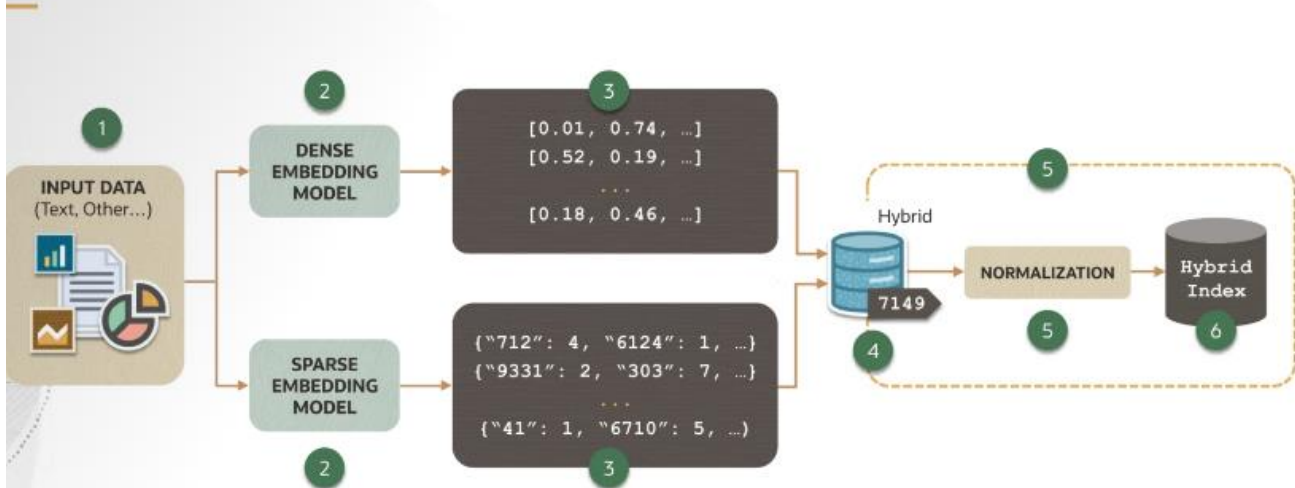 1
INPUT DATA
(Text, Other...)
2
DENSE
EMBEDDING
MODEL
3
[0.01, 0.74, …]
[0.52, 0.19, …]
...
[0.18, 0.46, …]
2
SPARSE
EMBEDDING
MODEL
3
{“712”: 4, “6124”: 1, …}
{“9331”: 2, “303”: 7, …}
...
{“41”: 1, “6710”: 5, …)
Hybrid
7149
4
5
NORMALIZATION
5
Hybrid
Index
6